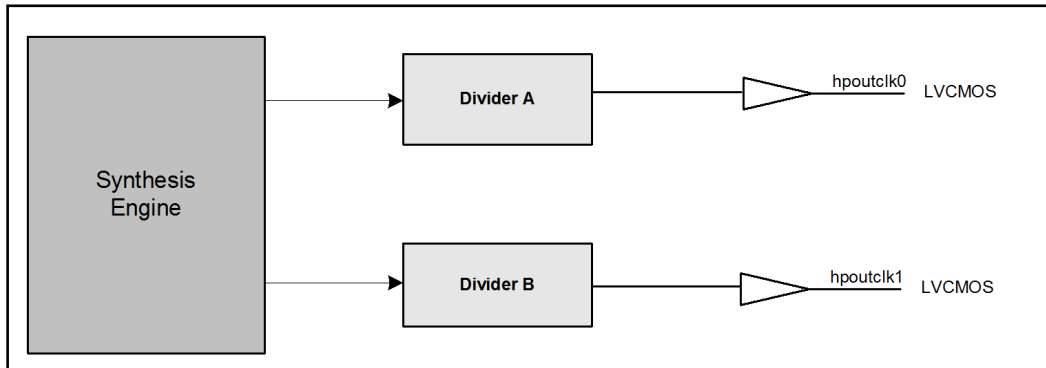 Synthesis
Engine
Divider A
hpoutclk0
LVCMOS
Divider B
hpoutclk1
LVCMOS